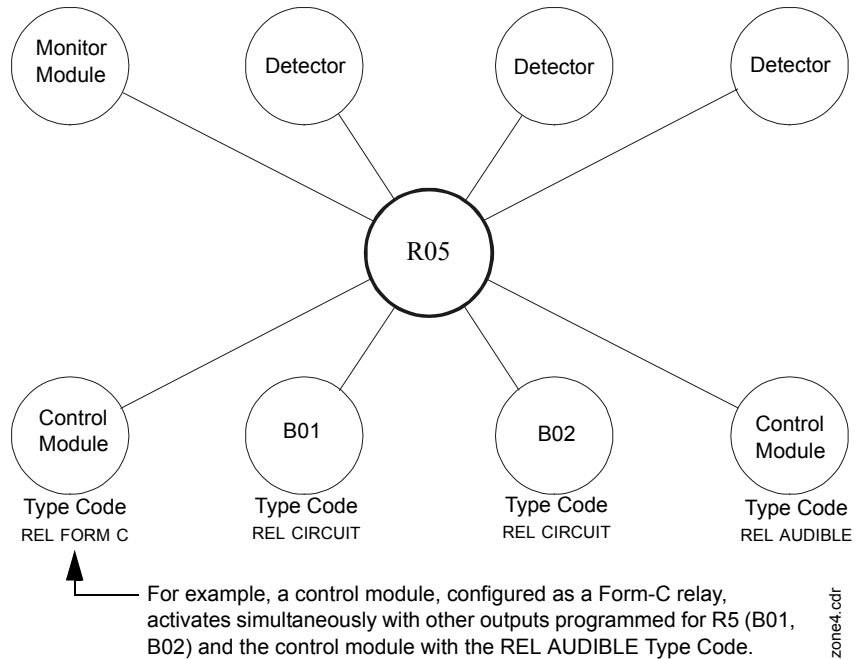 Monitor
Module
Detector
Detector
Detector
R05
Control
Module
B01
B02
Control
Module
Type Code
REL FORM C
Type Code
REL CIRCUIT
Type Code
REL CIRCUIT
Type Code
REL AUDIBLE
For example, a control module, configured as a Form-C relay,
activates simultaneously with other outputs programmed for R5 (B01,
B02) and the control module with the REL AUDIBLE Type Code.
zone4.cdr